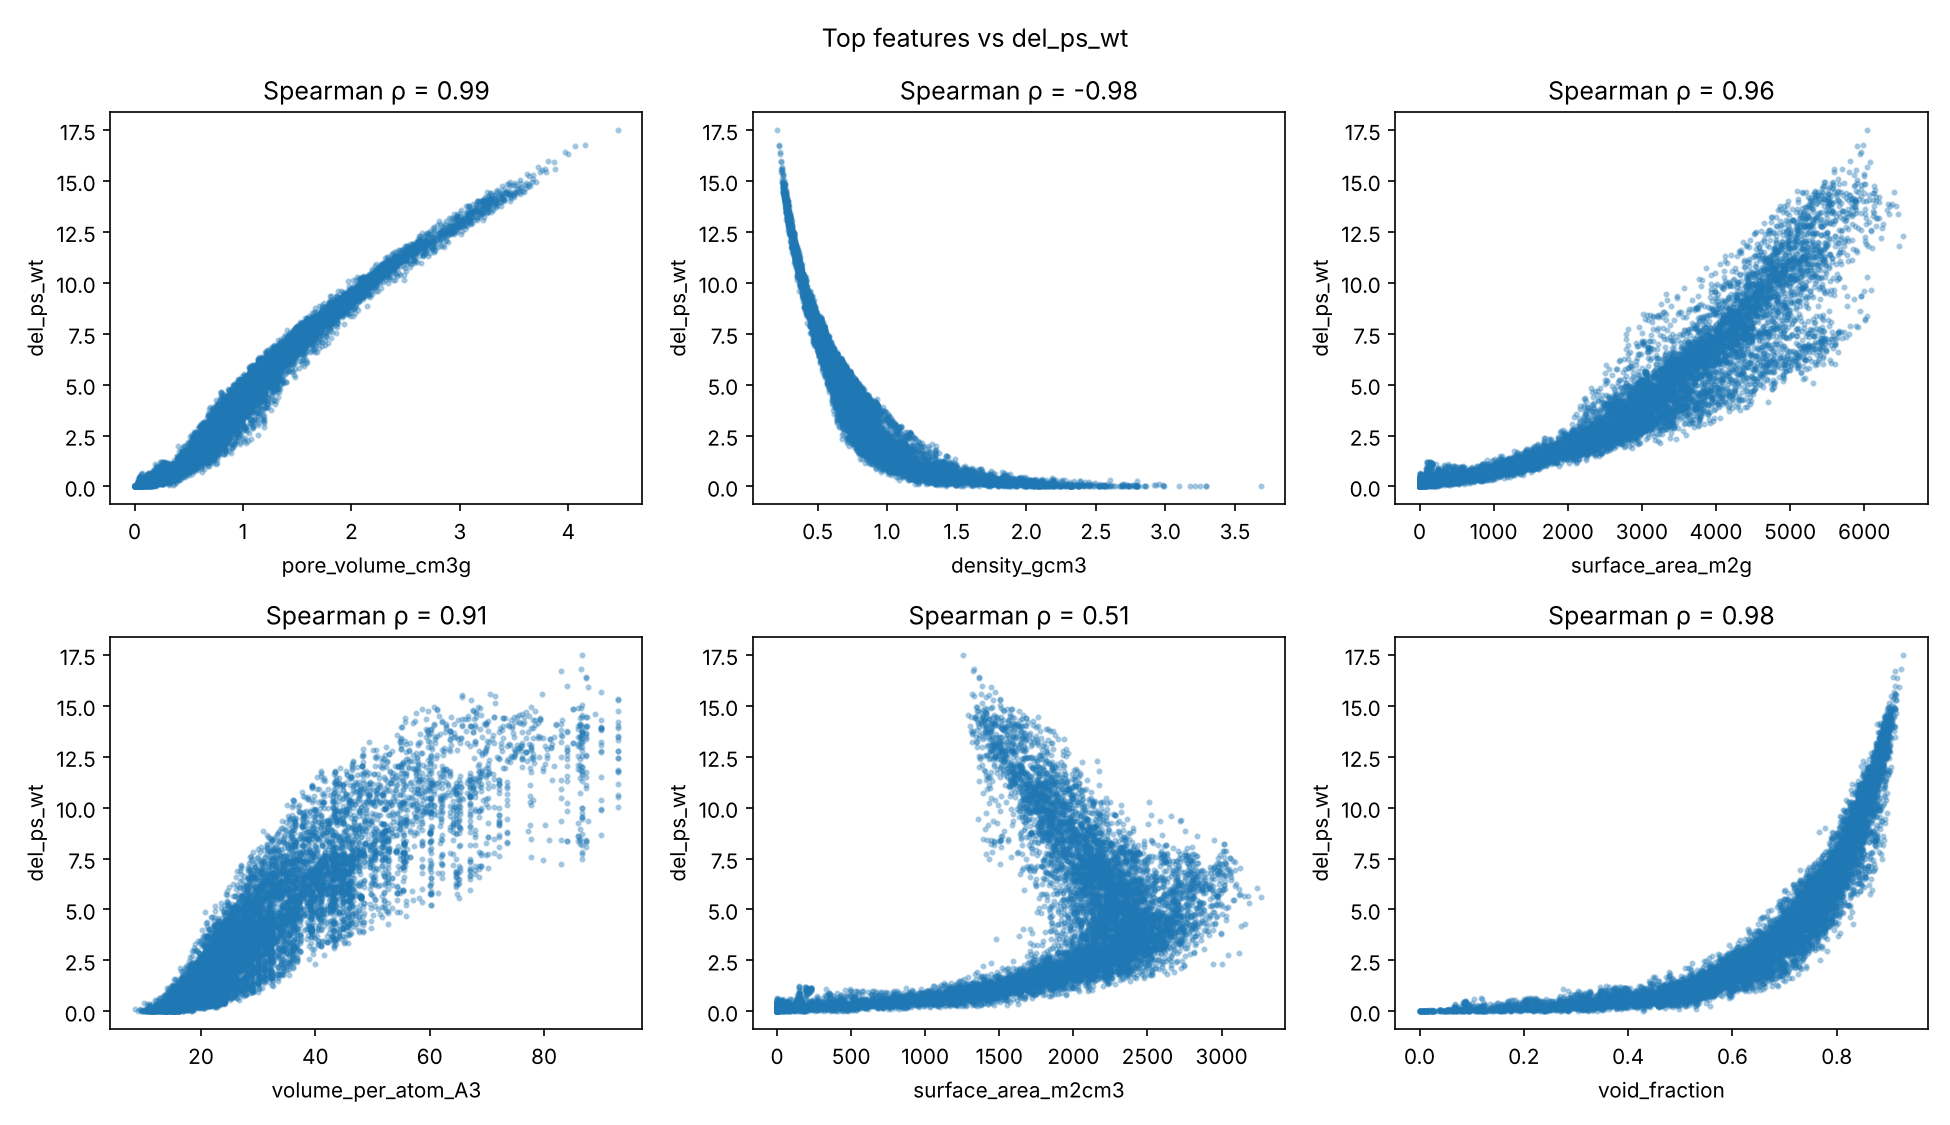 Top features vs del_ps_wt
Spearman ρ = 0.99
Spearman ρ = -0.98
Spearman ρ = 0.96
17.5
15.0
12.5
10.0
7.5
5.0
2.5
0.0
del_ps_wt
0 1 2 3 4
pore_volume_cm3g
17.5
15.0
12.5
10.0
7.5
5.0
2.5
0.0
del_ps_wt
0.5 1.0 1.5 2.0 2.5 3.0 3.5
density_gcm3
17.5
15.0
12.5
10.0
7.5
5.0
2.5
0.0
del_ps_wt
0 1000 2000 3000 4000 5000 6000
surface_area_m2g
Spearman ρ = 0.91
Spearman ρ = 0.51
Spearman ρ = 0.98
17.5
15.0
12.5
10.0
7.5
5.0
2.5
0.0
del_ps_wt
20 40 60 80
volume_per_atom_A3
17.5
15.0
12.5
10.0
7.5
5.0
2.5
0.0
del_ps_wt
0 500 1000 1500 2000 2500 3000
surface_area_m2cm3
17.5
15.0
12.5
10.0
7.5
5.0
2.5
0.0
del_ps_wt
0.0 0.2 0.4 0.6 0.8
void_fraction